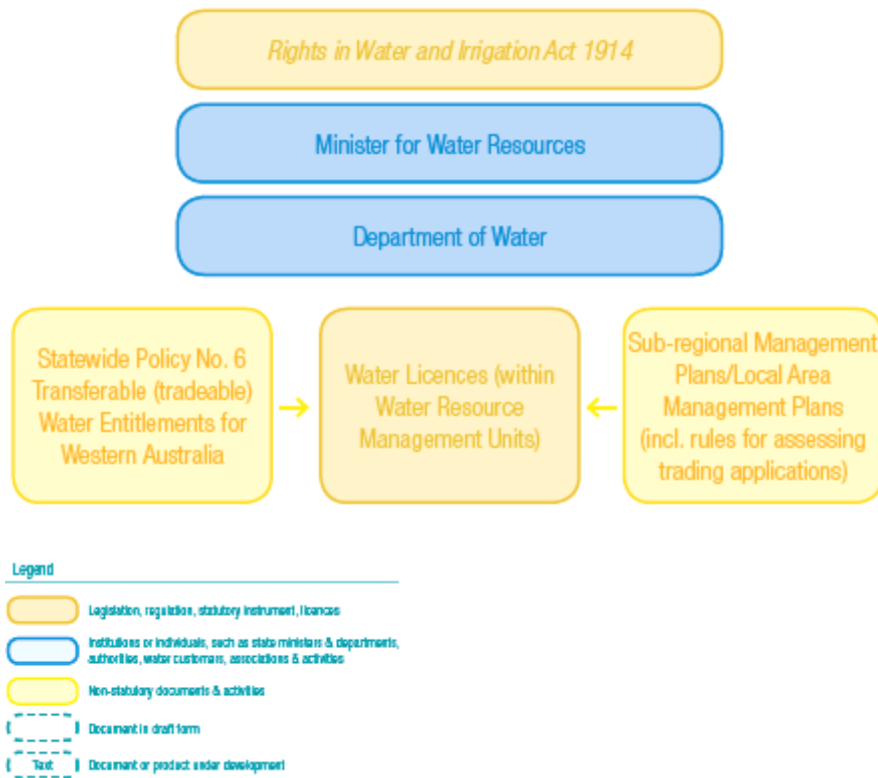 Rights in Water and Irrigation Act 1914
Minister for Water Resources
Department of Water
Statewide Policy No. 6
Transferable (tradeable)
Water Entitlements for
Western Australia
Water Licences (within
Water Resource
Management Units)
Sub-regional Management
Plans/Local Area
Management Plans
(incl. rules for assessing
trading applications)
Legend
Legislation, regulation, statutory instrument, licences
Institutions or individuals, such as state ministers & departments,
authorities, water customers, associations & activities
Non-statutory documents & activities
Document in draft form
Text
Document or product under development